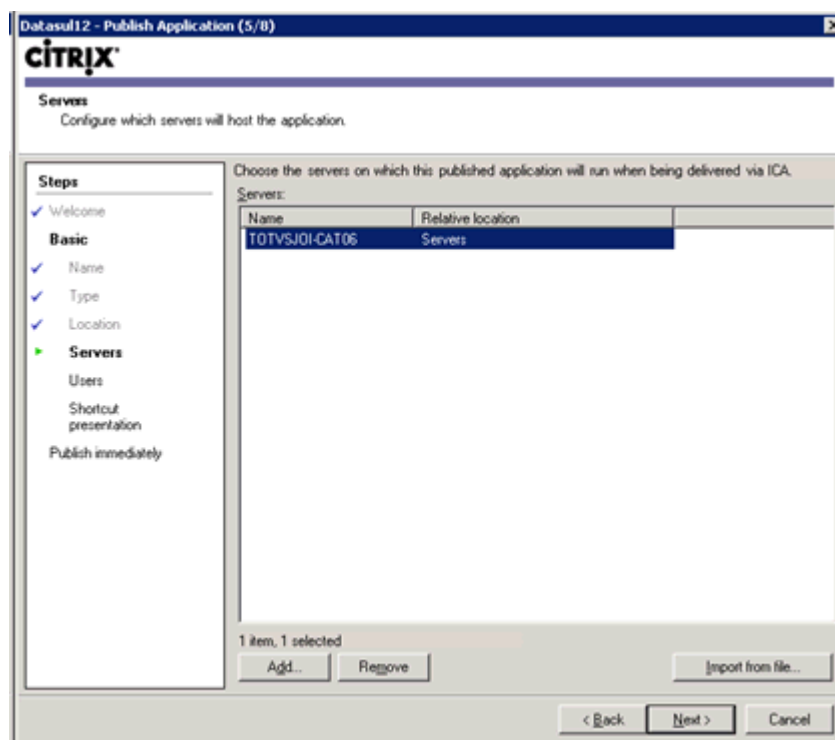 Datasul12 - Publish Application (5/8)
CITRIX
Servers
Configure which servers will host the application.
Steps
Welcome
Basic
Name
Type
Location
Servers
Users
Shortcut
presentation
Publish immediately
Choose the servers on which this published application will run when being delivered via ICA.
Servers:
Name Relative location
TOTVSJOI-CAT06 Servers
1 item, 1 selected
Add... Remove Import from file...
< Back Next > Cancel